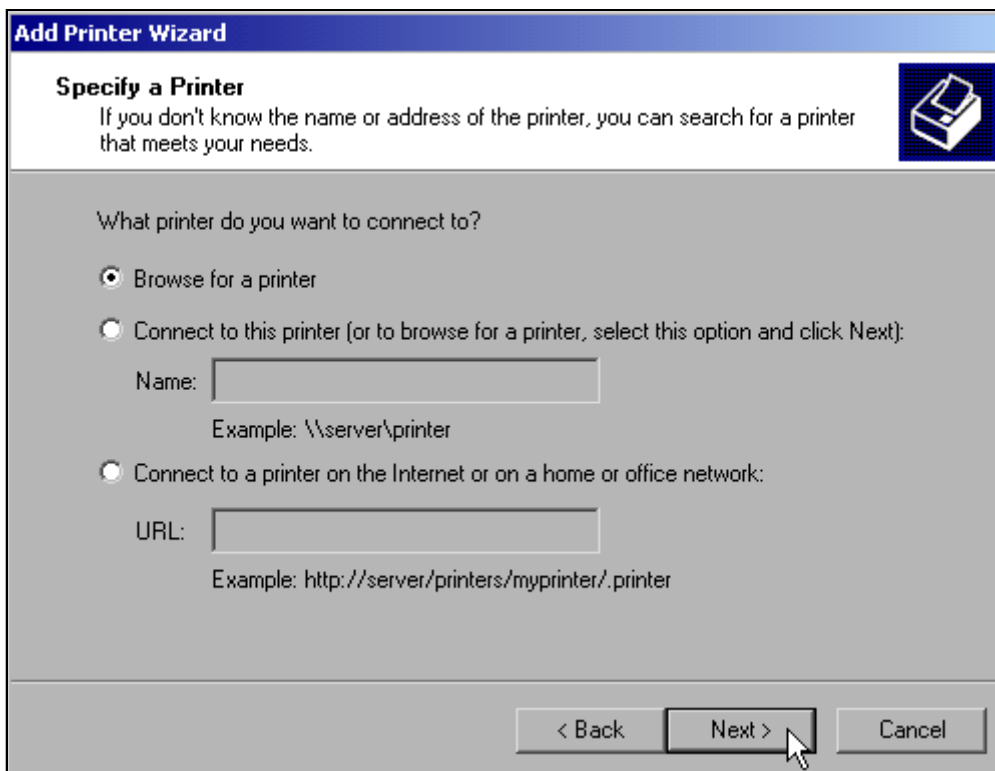 Add Printer Wizard
Specify a Printer
If you don't know the name or address of the printer, you can search for a printer
that meets your needs.
What printer do you want to connect to?
Browse for a printer
Connect to this printer (or to browse for a printer, select this option and click Next):
Name:
Example: \\server\printer
Connect to a printer on the Internet or on a home or office network:
URL:
Example: http://server/printers/myprinter/.printer
< Back Next > Cancel